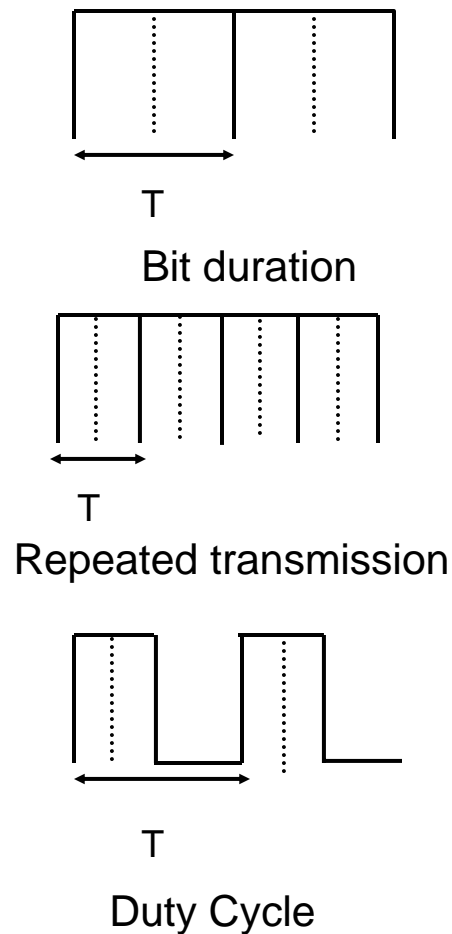 T
Bit duration
T
Repeated transmission
T
Duty Cycle